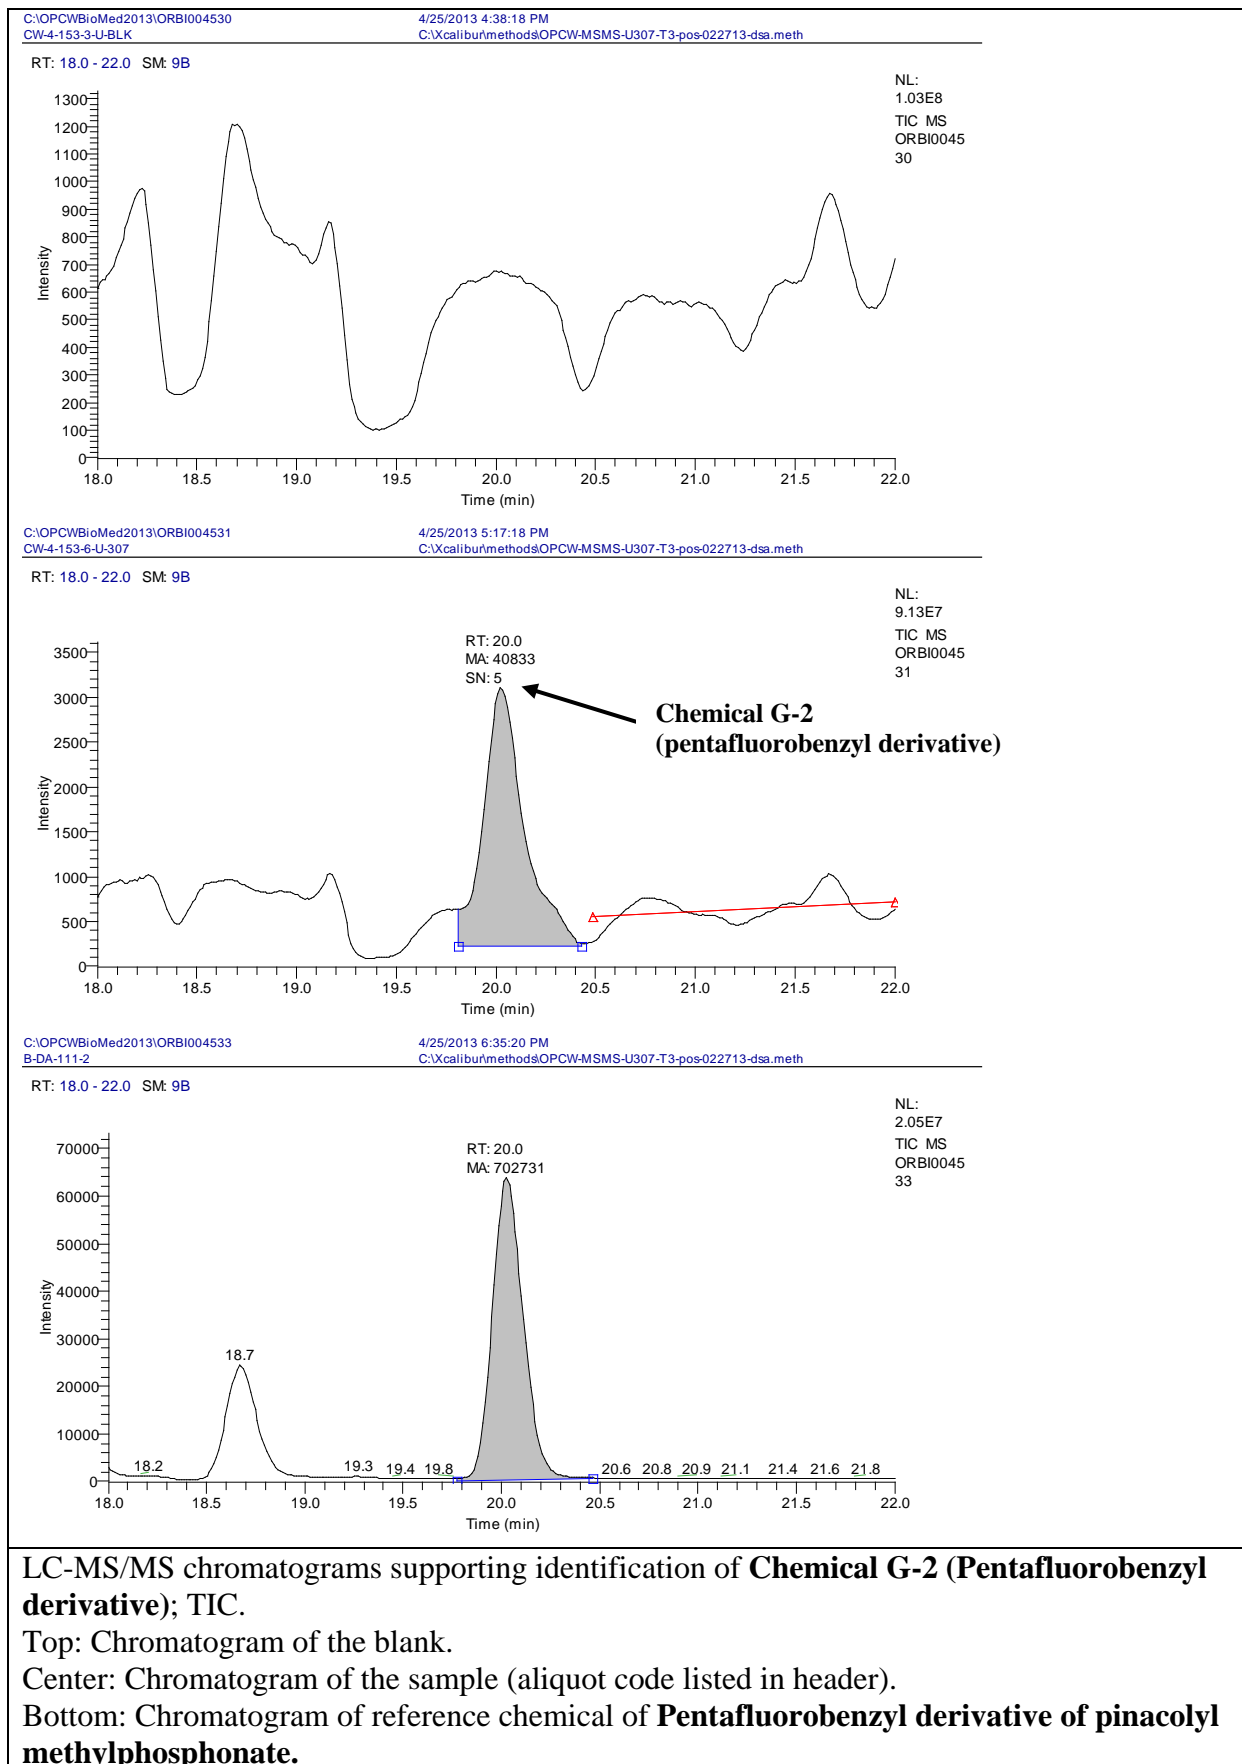 C:\OPCWBioMed2013\ORBI004530 4/25/2013 4:38:18 PM
CW-4-153-3-U-BLK C:\Xcalibur\methods\OPCW-MSMS-U307-T3-pos-022713-dsa.meth
RT: 18.0 - 22.0 SM: 9B
NL:
1.03E8
TIC MS
ORBI0045
30
1300
1200
1100
1000
900
800
700
600
500
400
300
200
100
0
Intensity
18.0 18.5 19.0 19.5 20.0 20.5 21.0 21.5 22.0
Time (min)
C:\OPCWBioMed2013\ORBI004531 4/25/2013 5:17:18 PM
CW-4-153-6-U-307 C:\Xcalibur\methods\OPCW-MSMS-U307-T3-pos-022713-dsa.meth
RT: 18.0 - 22.0 SM: 9B
NL:
9.13E7
TIC MS
ORBI0045
31
RT: 20.0
MA: 40833
SN: 5
Chemical G-2
(pentafluorobenzyl derivative)
3500
3000
2500
2000
1500
1000
500
0
Intensity
18.0 18.5 19.0 19.5 20.0 20.5 21.0 21.5 22.0
Time (min)
C:\OPCWBioMed2013\ORBI004533 4/25/2013 6:35:20 PM
B-DA-111-2 C:\Xcalibur\methods\OPCW-MSMS-U307-T3-pos-022713-dsa.meth
RT: 18.0 - 22.0 SM: 9B
NL:
2.05E7
TIC MS
ORBI0045
33
RT: 20.0
MA: 702731
70000
60000
50000
40000
30000
20000
10000
0
Intensity
18.7
18.2 19.3 19.4 19.8 20.6 20.8 20.9 21.1 21.4 21.6 21.8
18.0 18.5 19.0 19.5 20.0 20.5 21.0 21.5 22.0
Time (min)
LC-MS/MS chromatograms supporting identification of Chemical G-2 (Pentafluorobenzyl
derivative); TIC.
Top: Chromatogram of the blank.
Center: Chromatogram of the sample (aliquot code listed in header).
Bottom: Chromatogram of reference chemical of Pentafluorobenzyl derivative of pinacolyl
methylphosphonate.